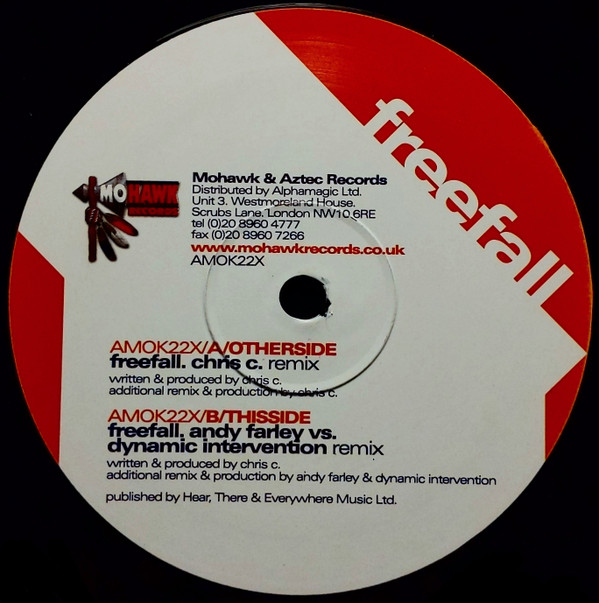 freefall
MOHAWK
RECORDS
Mohawk & Aztec Records
Distributed by Alphamagic Ltd.
Unit 3. Westmoreland House.
Scrubs Lane. London NW10 6RE
tel (0)20 8960 4777
fax (0)20 8960 7266
www.mohawkrecords.co.uk
AMOK22X
AMOK22X/A/OTHERSIDE
freefall. chris c. remix
written & produced by chris c.
additional remix & production by chris c.
AMOK22X/B/THISSIDE
freefall. andy farley vs.
dynamic intervention remix
written & produced by chris c.
additional remix & production by andy farley & dynamic intervention
published by Hear, There & Everywhere Music Ltd.